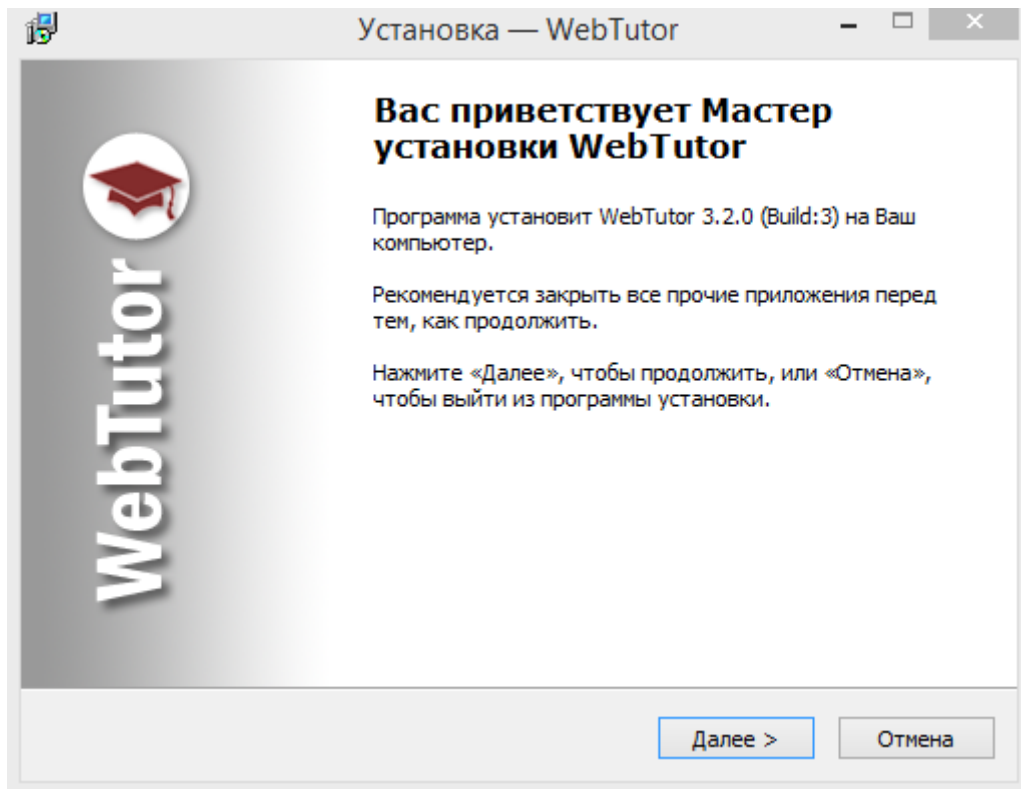 Установка — WebTutor
WebTutor
Вас приветствует Мастер
установки WebTutor
Программа установит WebTutor 3.2.0 (Build:3) на Ваш
компьютер.
Рекомендуется закрыть все прочие приложения перед
тем, как продолжить.
Нажмите «Далее», чтобы продолжить, или «Отмена»,
чтобы выйти из программы установки.
Далее >
Отмена